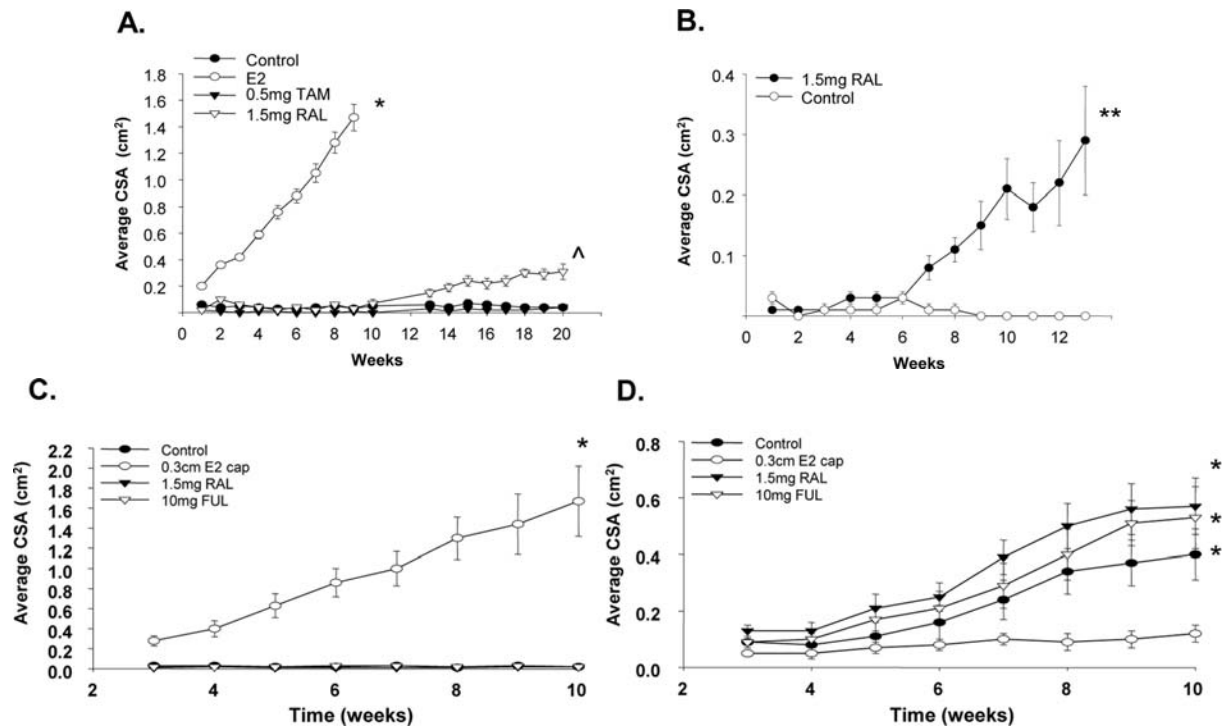 A.
Control
E2
0.5mg TAM
1.5mg RAL
Average CSA (cm²)
1.8
1.6
1.4
1.2
1.0
0.8
0.6
0.4
0.2
*
^
0 2 4 6 8 10 12 14 16 18 20
Weeks
B.
1.5mg RAL
Control
Average CSA (cm²)
0.4
0.3
0.2
0.1
**
0 2 4 6 8 10 12
Weeks
C.
Control
0.3cm E2 cap
1.5mg RAL
10mg FUL
Average CSA (cm²)
2.2
2.0
1.8
1.6
1.4
1.2
1.0
0.8
0.6
0.4
0.2
0.0
*
2 4 6 8 10
Time (weeks)
D.
Control
0.3cm E2 cap
1.5mg RAL
10mg FUL
Average CSA (cm²)
0.8
0.6
0.4
0.2
0.0
*
*
*
2 4 6 8 10
Time (weeks)